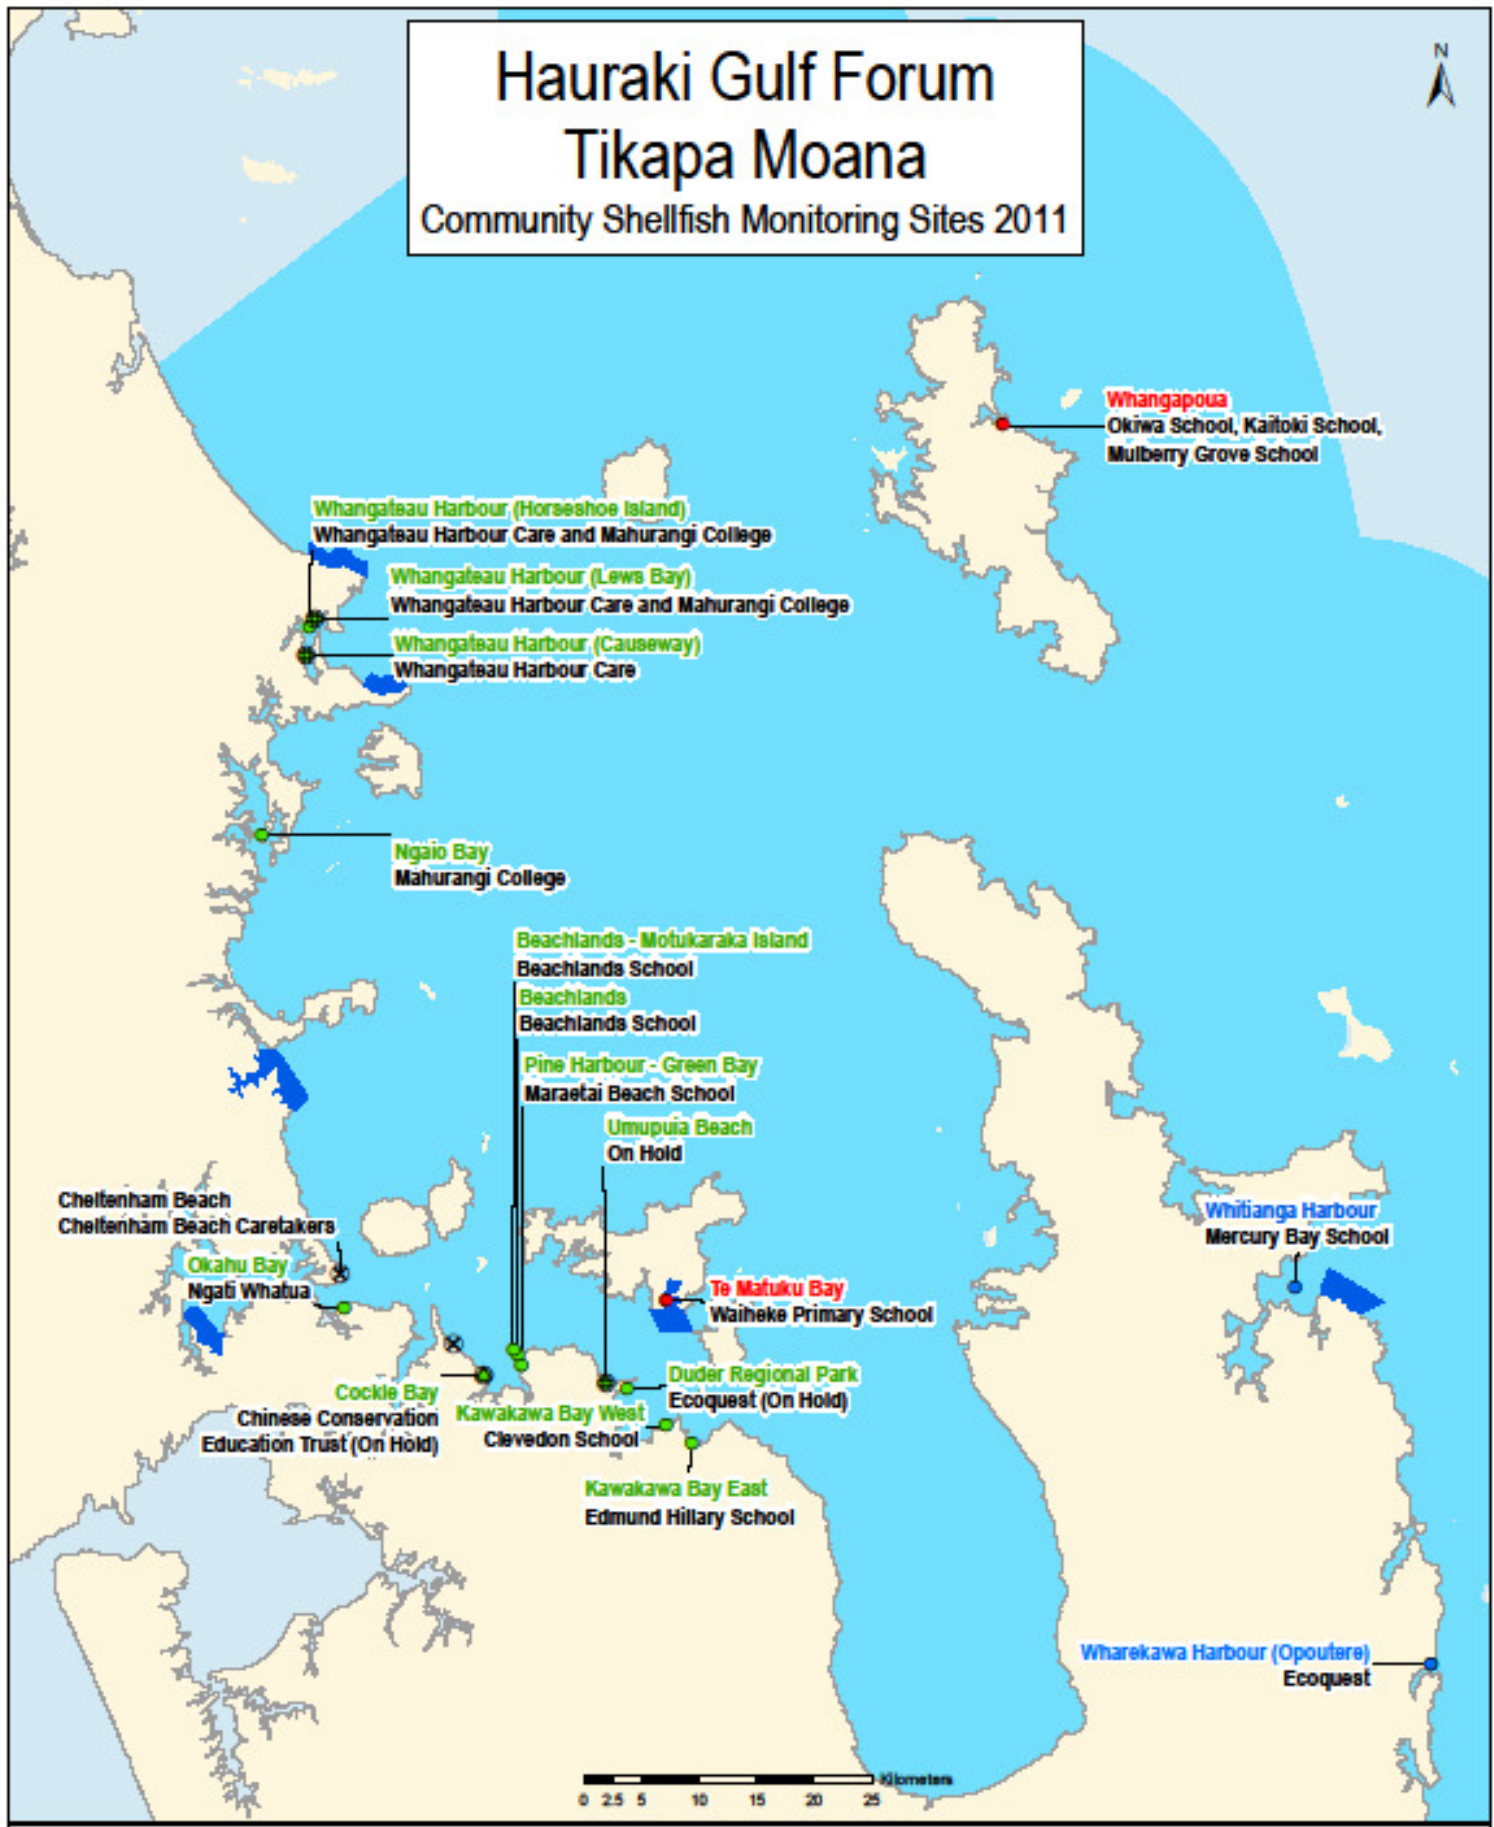 Hauraki Gulf Forum
Tikapa Moana
Community Shellfish Monitoring Sites 2011
N
Whangapoua
Okiwa School, Kaitoki School,
Mulberry Grove School
Whangateau Harbour (Horseshoe Island)
Whangateau Harbour Care and Mahurangi College
Whangateau Harbour (Lews Bay)
Whangateau Harbour Care and Mahurangi College
Whangateau Harbour (Causeway)
Whangateau Harbour Care
Ngaio Bay
Mahurangi College
Beachlands - Motukaraka Island
Beachlands School
Beachlands
Beachlands School
Pine Harbour - Green Bay
Maraetai Beach School
Umupuia Beach
On Hold
Cheltenham Beach
Cheltenham Beach Caretakers
Okahu Bay
Ngati Whatua
Whitianga Harbour
Mercury Bay School
Te Matuku Bay
Waiheke Primary School
Duder Regional Park
Ecoquest (On Hold)
Cockle Bay
Chinese Conservation
Education Trust (On Hold)
Kawakawa Bay West
Clevedon School
Kawakawa Bay East
Edmund Hillary School
Wharekawa Harbour (Opoutere)
Ecoquest
Kilometers
0 2.5 5 10 15 20 25